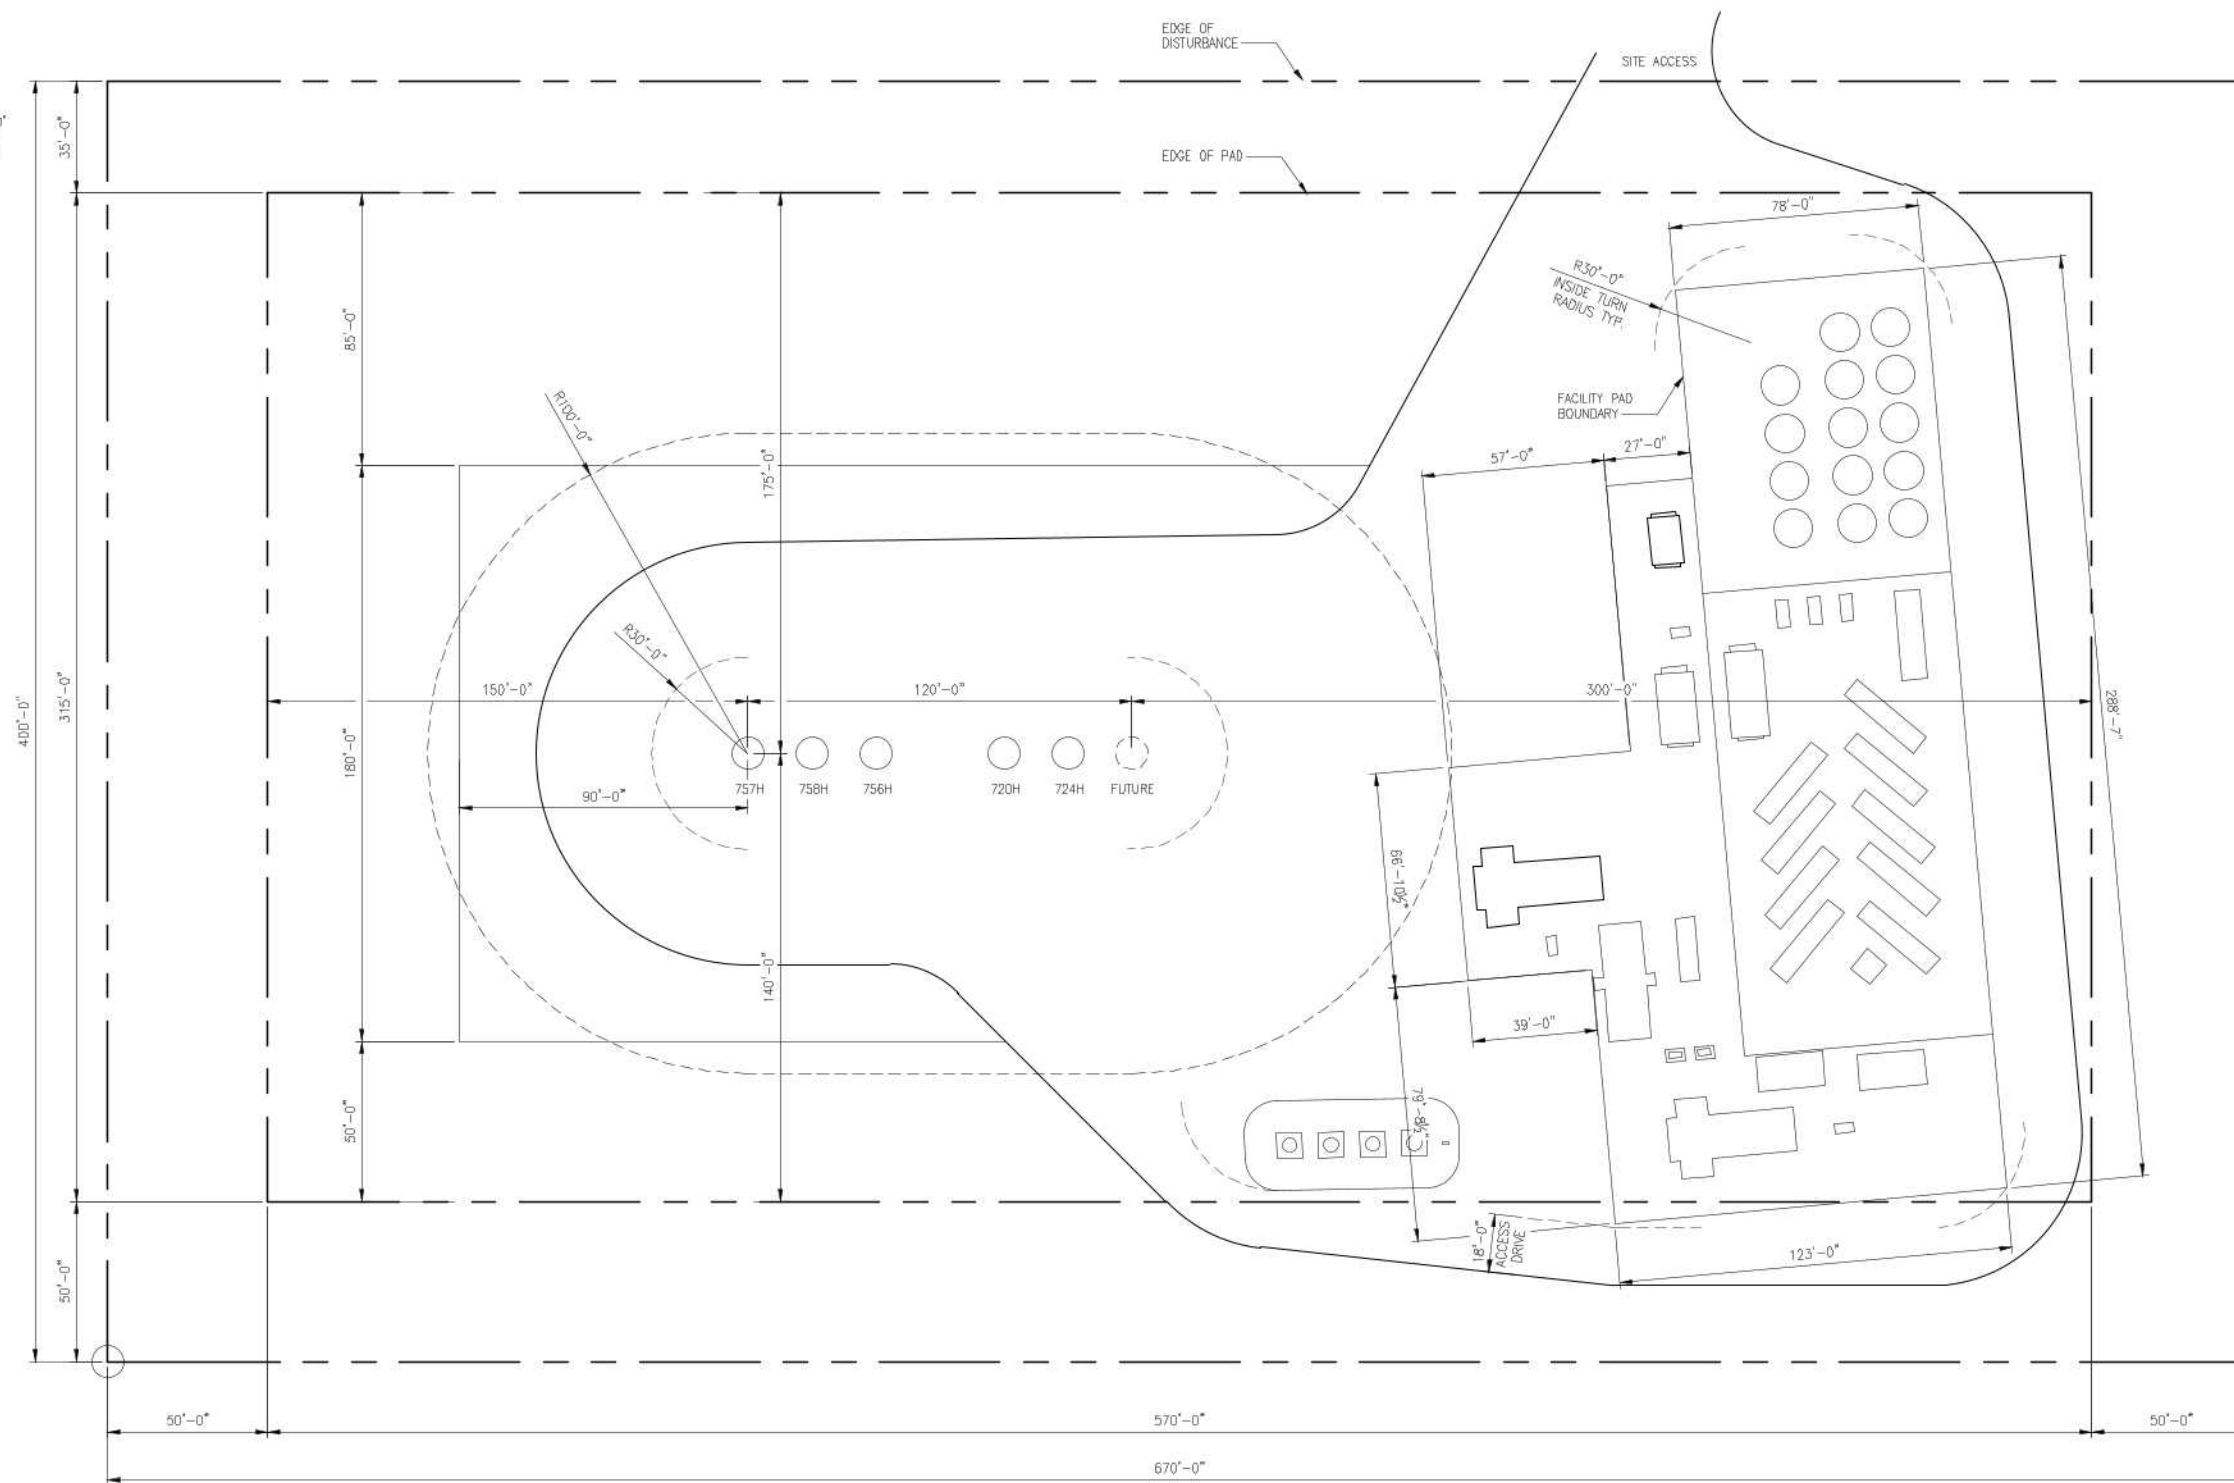 EDGE OF
DISTURBANCE
SITE ACCESS
35'-0"
EDGE OF PAD
78'-0"
R30'-0"
INSIDE TURN
RADIUS TYP.
85'-0"
FACILITY PAD
BOUNDARY
R100'-0"
57'-0"
27'-0"
175'-0"
R30'-0"
150'-0"
120'-0"
300'-0"
288'-7"
400'-0"
315'-0"
180'-0"
757H
758H
756H
720H
724H
FUTURE
90'-0"
66'-10½"
140'-0"
39'-0"
50'-0"
79'-8½"
18'-0"
ACCESS
DRIVE
123'-0"
50'-0"
50'-0"
570'-0"
50'-0"
670'-0"